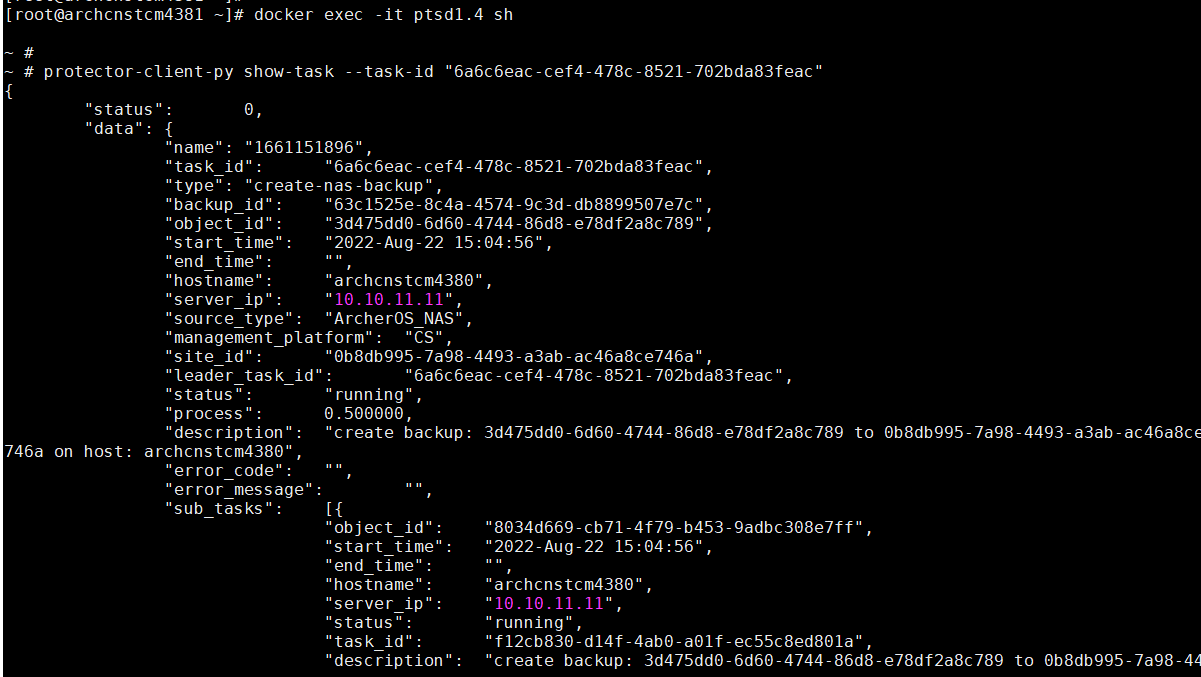 [root@archcnstcm4381 ~]# docker exec -it ptsd1.4 sh
~ #
~ # protector-client-py show-task --task-id "6a6c6eac-cef4-478c-8521-702bda83feac"
{
"status": 0,
"data": {
"name": "1661151896",
"task_id": "6a6c6eac-cef4-478c-8521-702bda83feac",
"type": "create-nas-backup",
"backup_id": "63c1525e-8c4a-4574-9c3d-db8899507e7c",
"object_id": "3d475dd0-6d60-4744-86d8-e78df2a8c789",
"start_time": "2022-Aug-22 15:04:56",
"end_time": "",
"hostname": "archcnstcm4380",
"server_ip": "10.10.11.11",
"source_type": "ArcherOS_NAS",
"management_platform": "CS",
"site_id": "0b8db995-7a98-4493-a3ab-ac46a8ce746a",
"leader_task_id": "6a6c6eac-cef4-478c-8521-702bda83feac",
"status": "running",
"process": 0.500000,
"description": "create backup: 3d475dd0-6d60-4744-86d8-e78df2a8c789 to 0b8db995-7a98-4493-a3ab-ac46a8ce
746a on host: archcnstcm4380",
"error_code": "",
"error_message": "",
"sub_tasks": [{
"object_id": "8034d669-cb71-4f79-b453-9adbc308e7ff",
"start_time": "2022-Aug-22 15:04:56",
"end_time": "",
"hostname": "archcnstcm4380",
"server_ip": "10.10.11.11",
"status": "running",
"task_id": "f12cb830-d14f-4ab0-a01f-ec55c8ed801a",
"description": "create backup: 3d475dd0-6d60-4744-86d8-e78df2a8c789 to 0b8db995-7a98-44